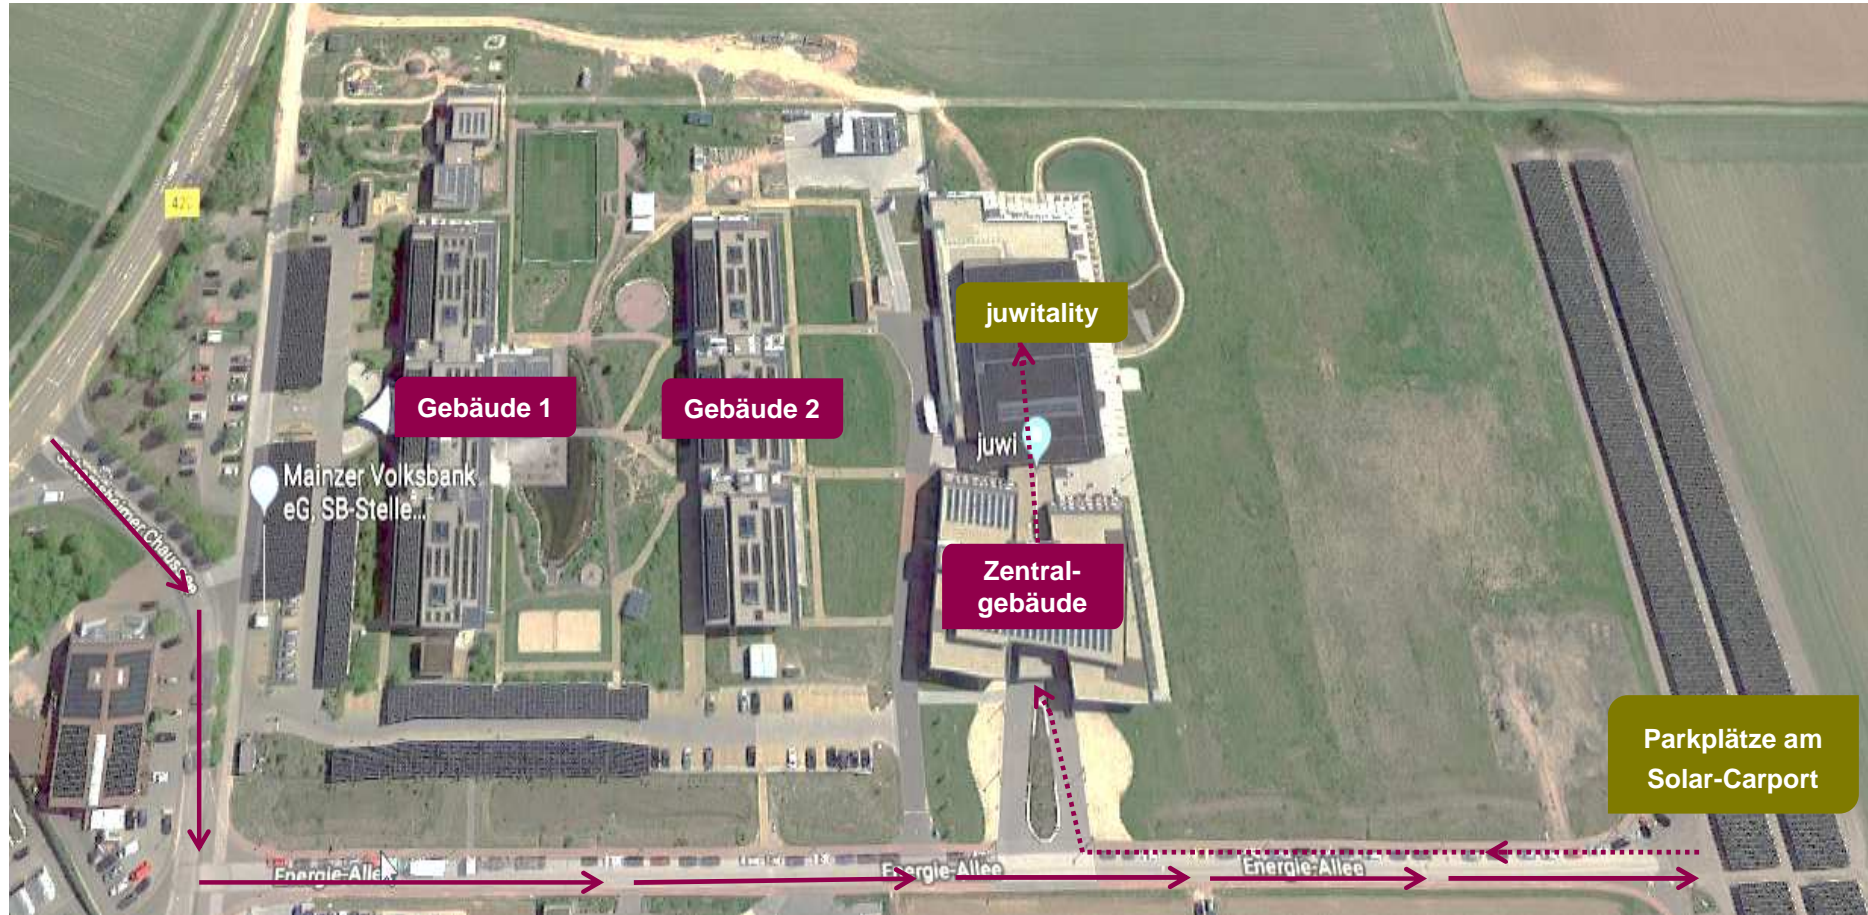 420
juwitality
Gebäude 1
Gebäude 2
juwi
Mainzer Volksbank
eG, SB-Stelle...
Zentral-
gebäude
Parkplätze am
Solar-Carport
Energie-Allee
Energie-Allee
Energie-Allee